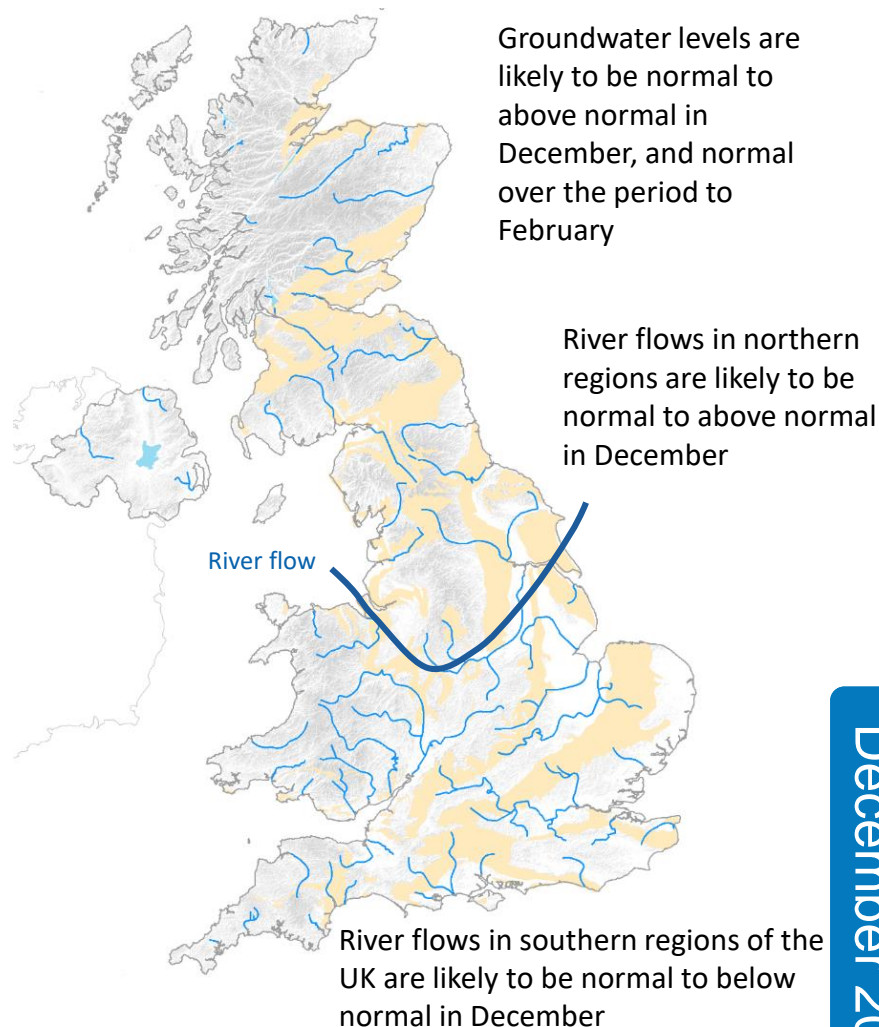 Groundwater levels are
likely to be normal to
above normal in
December, and normal
over the period to
February
River flows in northern
regions are likely to be
normal to above normal
in December
River flow
December 20
River flows in southern regions of the
UK are likely to be normal to below
normal in December